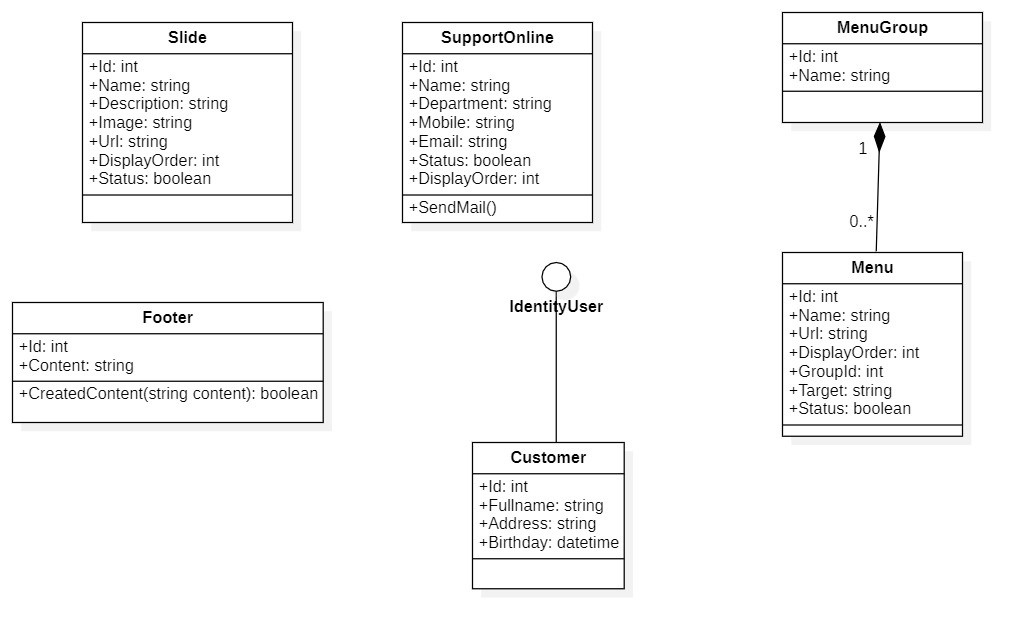 Slide
+Id: int
+Name: string
+Description: string
+Image: string
+Url: string
+DisplayOrder: int
+Status: boolean
SupportOnline
+Id: int
+Name: string
+Department: string
+Mobile: string
+Email: string
+Status: boolean
+DisplayOrder: int
+SendMail()
MenuGroup
+Id: int
+Name: string
1
0..*
Menu
+Id: int
+Name: string
+Url: string
+DisplayOrder: int
+GroupId: int
+Target: string
+Status: boolean
Footer
+Id: int
+Content: string
+CreatedContent(string content): boolean
IdentityUser
Customer
+Id: int
+Fullname: string
+Address: string
+Birthday: datetime